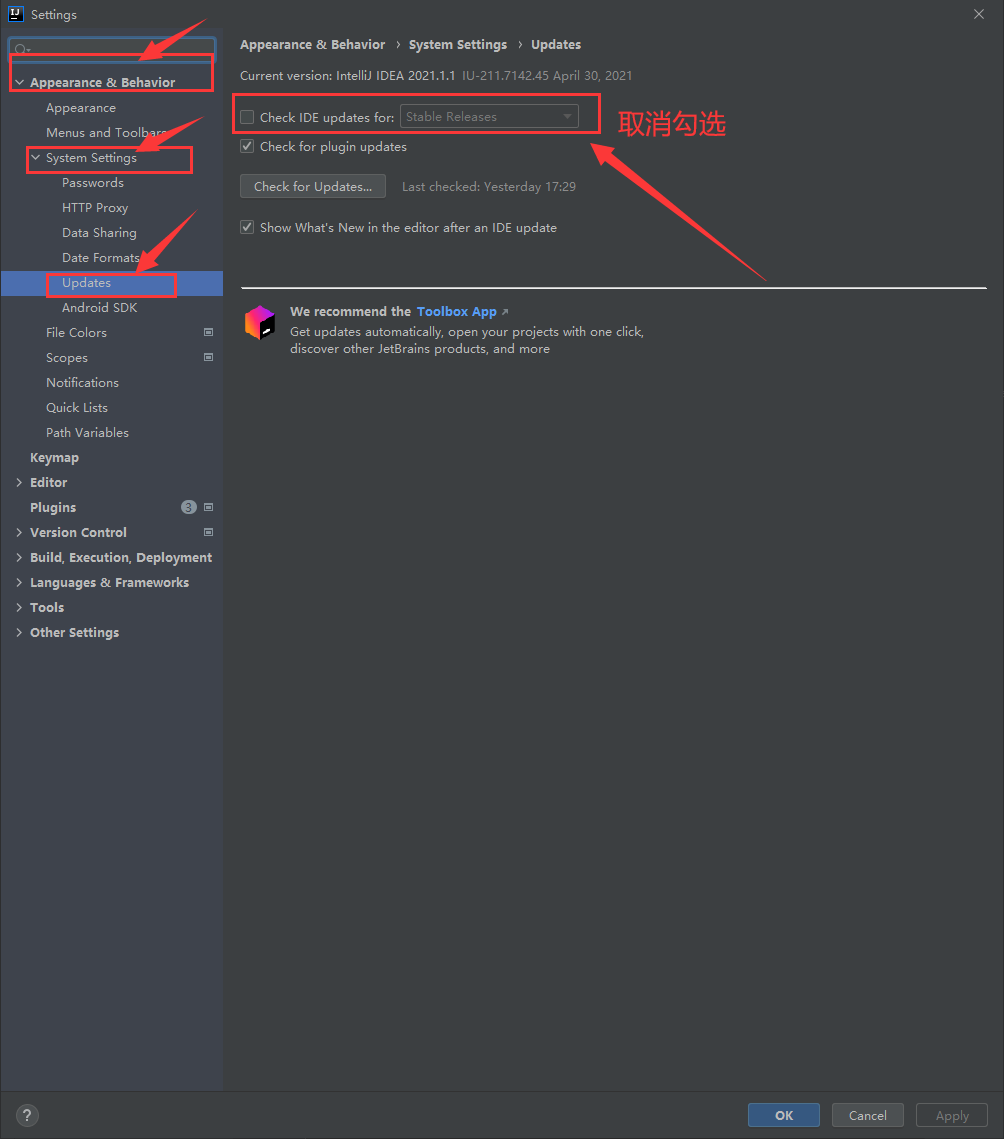 Settings
Appearance & Behavior
Appearance
Menus and Toolbars
System Settings
Passwords
HTTP Proxy
Data Sharing
Date Formats
Updates
Android SDK
File Colors
Scopes
Notifications
Quick Lists
Path Variables
Keymap
Editor
Plugins 3
Version Control
Build, Execution, Deployment
Languages & Frameworks
Tools
Other Settings
Appearance & Behavior › System Settings › Updates
Current version: IntelliJ IDEA 2021.1.1 IU-211.7142.45 April 30, 2021
Check IDE updates for: Stable Releases
取消勾选
Check for plugin updates
Check for Updates... Last checked: Yesterday 17:29
Show What's New in the editor after an IDE update
We recommend the Toolbox App ↗
Get updates automatically, open your projects with one click,
discover other JetBrains products, and more
? OK Cancel Apply